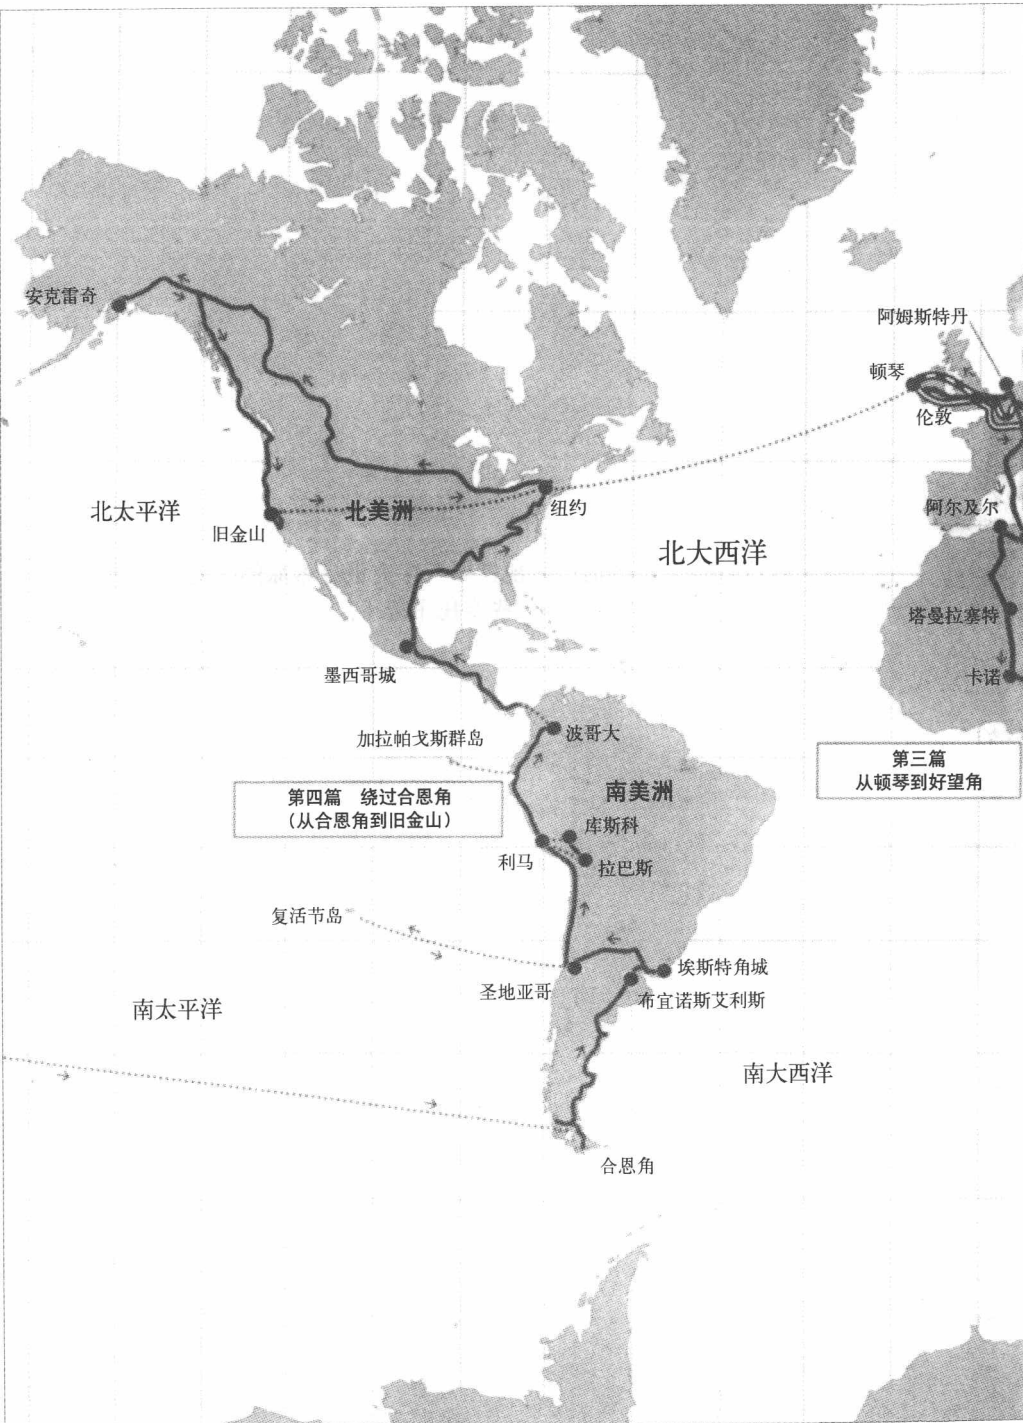 安克雷奇
阿姆斯特丹
顿琴
伦敦
北太平洋
旧金山
北美洲
纽约
阿尔及尔
北大西洋
塔曼拉塞特
墨西哥城
卡诺
加拉帕戈斯群岛
波哥大
第三篇
从顿琴到好望角
第四篇 绕过合恩角
(从合恩角到旧金山)
南美洲
库斯科
利马
拉巴斯
复活节岛
埃斯特角城
圣地亚哥
布宜诺斯艾利斯
南太平洋
南大西洋
合恩角